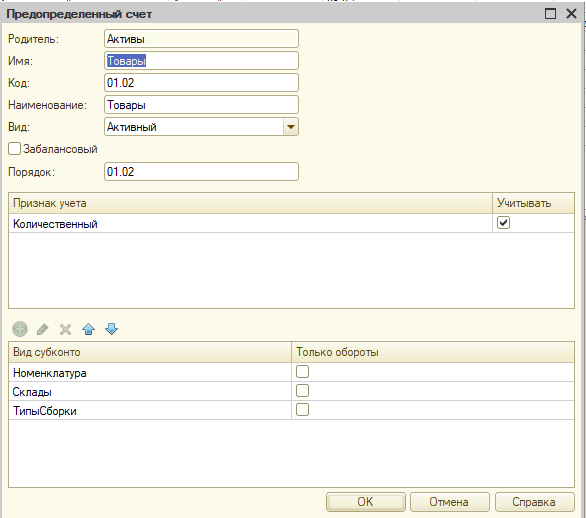 Предопределенный счет
Родитель: Активы
Имя: Товары
Код: 01.02
Наименование: Товары
Вид: Активный
Забалансовый
Порядок: 01.02
Признак учета Учитывать
Количественный
Вид субконто Только обороты
Номенклатура
Склады
ТипыСборки
OK Отмена Справка